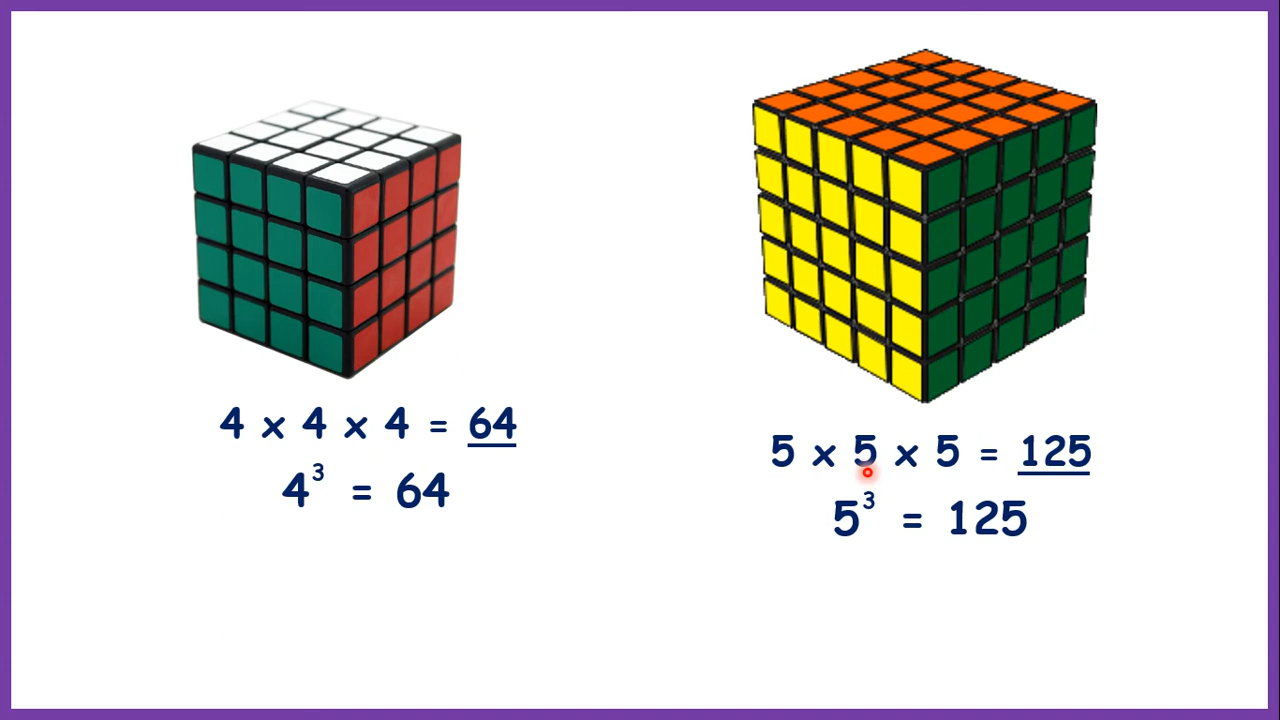 4 x 4 x 4 = 64
4³ = 64
5 x 5 x 5 = 125
5³ = 125